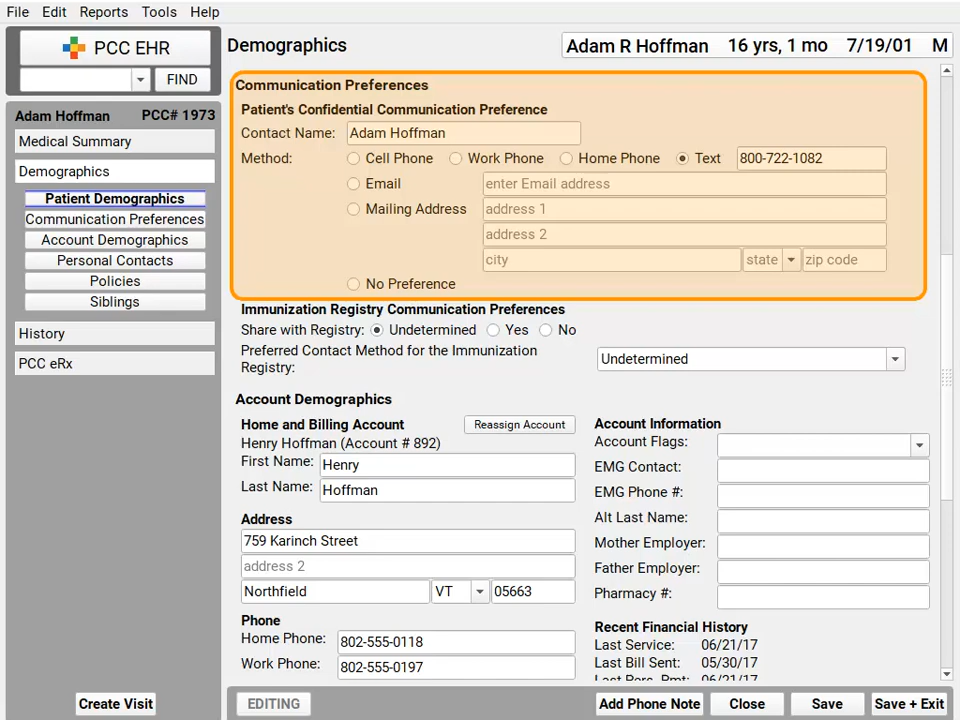 File Edit Reports Tools Help
PCC EHR
FIND
Adam Hoffman PCC# 1973
Medical Summary
Demographics
Patient Demographics
Communication Preferences
Account Demographics
Personal Contacts
Policies
Siblings
History
PCC eRx
Create Visit
Demographics
Adam R Hoffman 16 yrs, 1 mo 7/19/01 M
Communication Preferences
Patient's Confidential Communication Preference
Contact Name: Adam Hoffman
Method: Cell Phone Work Phone Home Phone Text 800-722-1082
Email enter Email address
Mailing Address address 1
address 2
city state zip code
No Preference
Immunization Registry Communication Preferences
Share with Registry: Undetermined Yes No
Preferred Contact Method for the Immunization
Registry:
Undetermined
Account Demographics
Home and Billing Account Reassign Account
Henry Hoffman (Account # 892)
First Name: Henry
Last Name: Hoffman
Address
759 Karinch Street
address 2
Northfield VT 05663
Phone
Home Phone: 802-555-0118
Work Phone: 802-555-0197
Account Information
Account Flags:
EMG Contact:
EMG Phone #:
Alt Last Name:
Mother Employer:
Father Employer:
Pharmacy #:
Recent Financial History
Last Service: 06/21/17
Last Bill Sent: 05/30/17
Last Pers. Pmt: 06/21/17
EDITING Add Phone Note Close Save Save + Exit